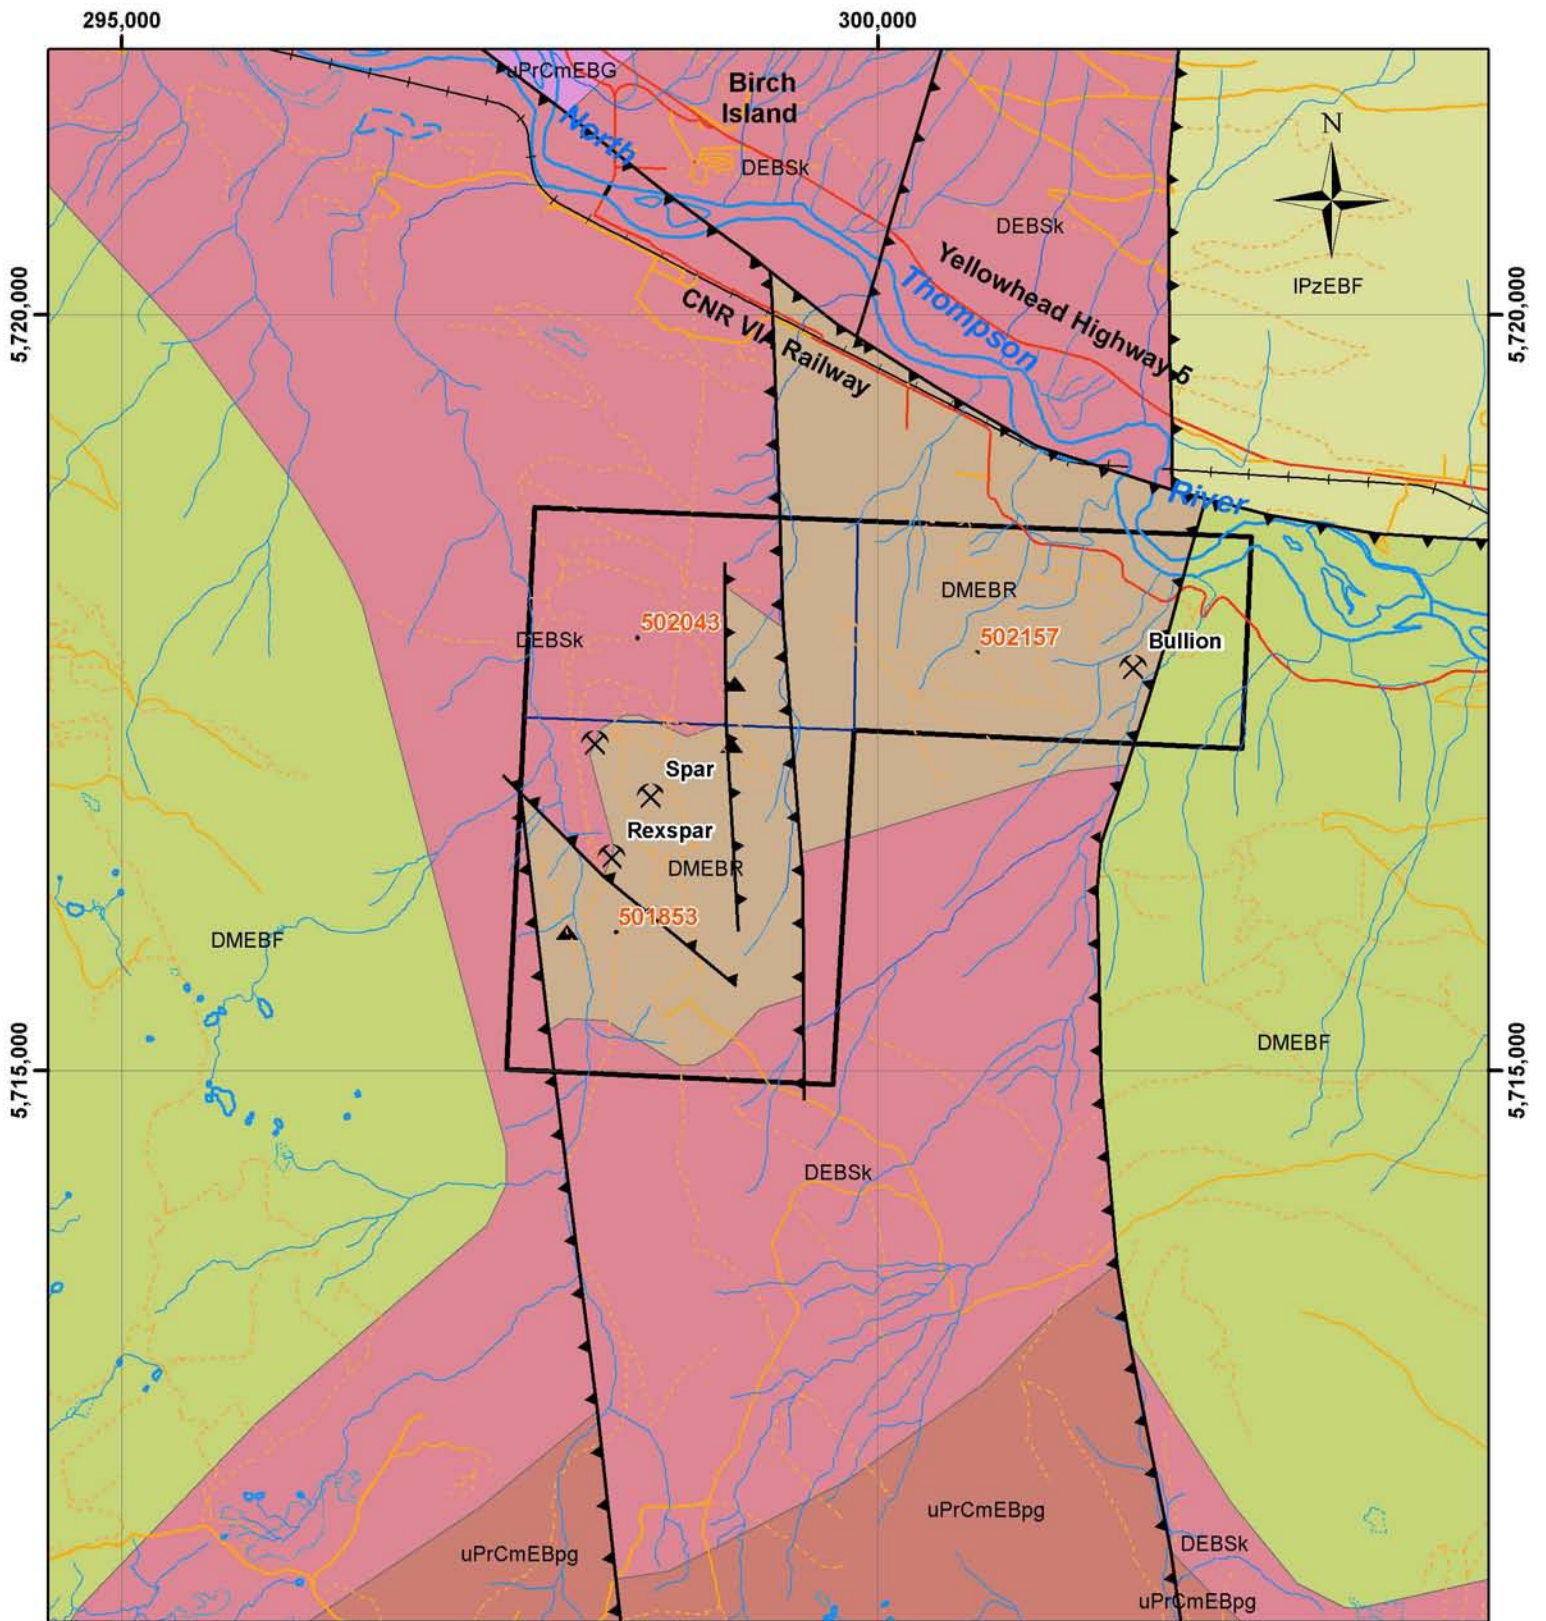 295,000
300,000
uPrCmEBG
Birch
Island
North
DEBSk
N
DEBSk
Yellowhead Highway 5
Thompson
lPzEBF
5,720,000
5,720,000
CNR VIA Railway
River
DMEBR
502043
502157
DEBSk
Bullion
Spar
Rexspar
DMEBR
501853
DMEBF
DMEBF
5,715,000
5,715,000
DEBSk
uPrCmEBpg
DEBSk
uPrCmEBpg
uPrCmEBpg